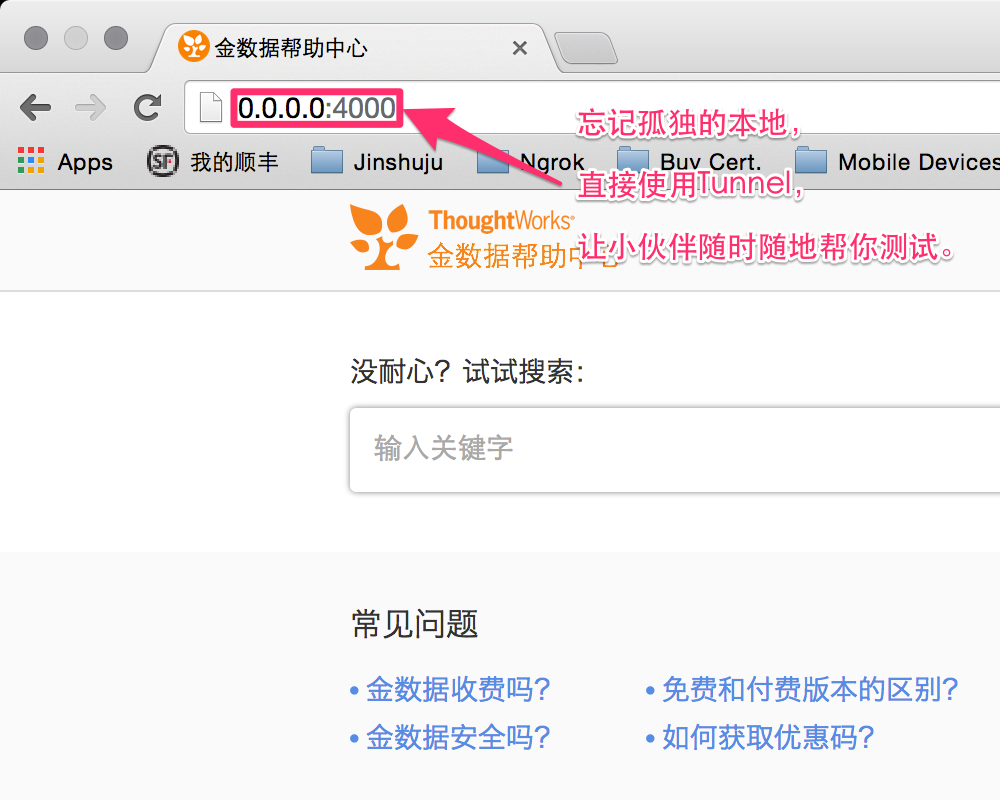 金数据帮助中心
0.0.0.0:4000
忘记孤独的本地，
Apps 我的顺丰 Jinshuju Ngrok Buy Cert. Mobile Devices
直接使用Tunnel，
ThoughtWorks®
让小伙伴随时随地帮你测试。
金数据帮助中心
没耐心？试试搜索：
输入关键字
常见问题
• 金数据收费吗？ • 免费和付费版本的区别？
• 金数据安全吗？ • 如何获取优惠码？